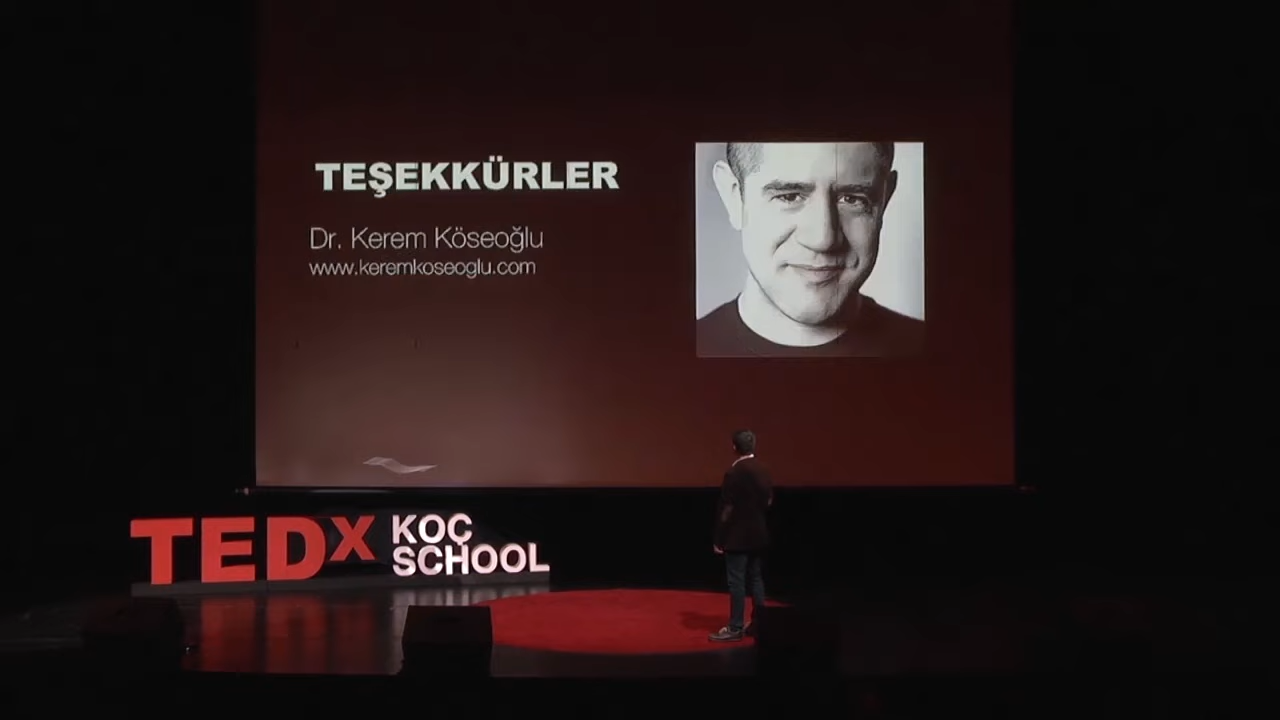 TEŞEKKÜRLER
Dr. Kerem Köseoğlu
www.keremkoseoglu.com
TEDx
KOÇ
SCHOOL